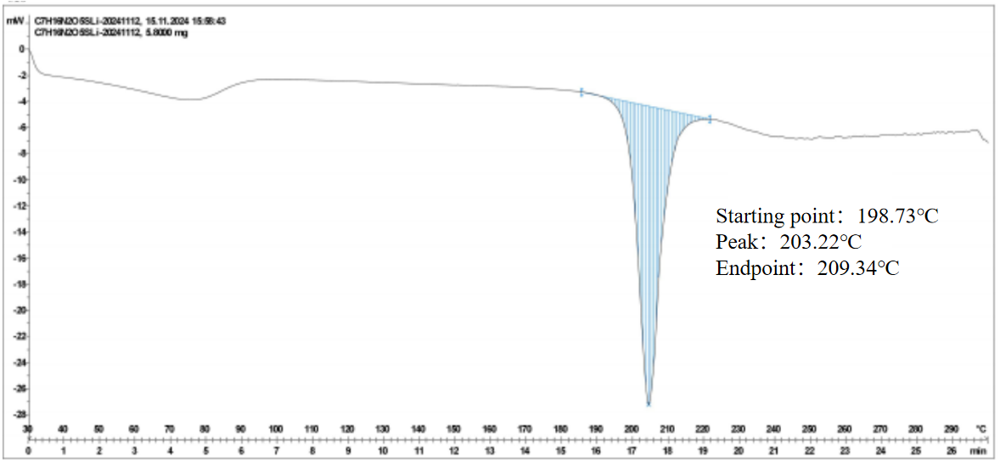 mW
C7H16N2O5SLi-20241112, 15.11.2024 15:58:43
C7H16N2O5SLi-20241112, 5.8000 mg
0
-2
-4
-6
-8
-10
-12
-14
-16
-18
-20
-22
-24
-26
-28
Starting point：198.73℃
Peak：203.22℃
Endpoint：209.34℃
30 40 50 60 70 80 90 100 110 120 130 140 150 160 170 180 190 200 210 220 230 240 250 260 270 280 290 °C
0 1 2 3 4 5 6 7 8 9 10 11 12 13 14 15 16 17 18 19 20 21 22 23 24 25 26 min